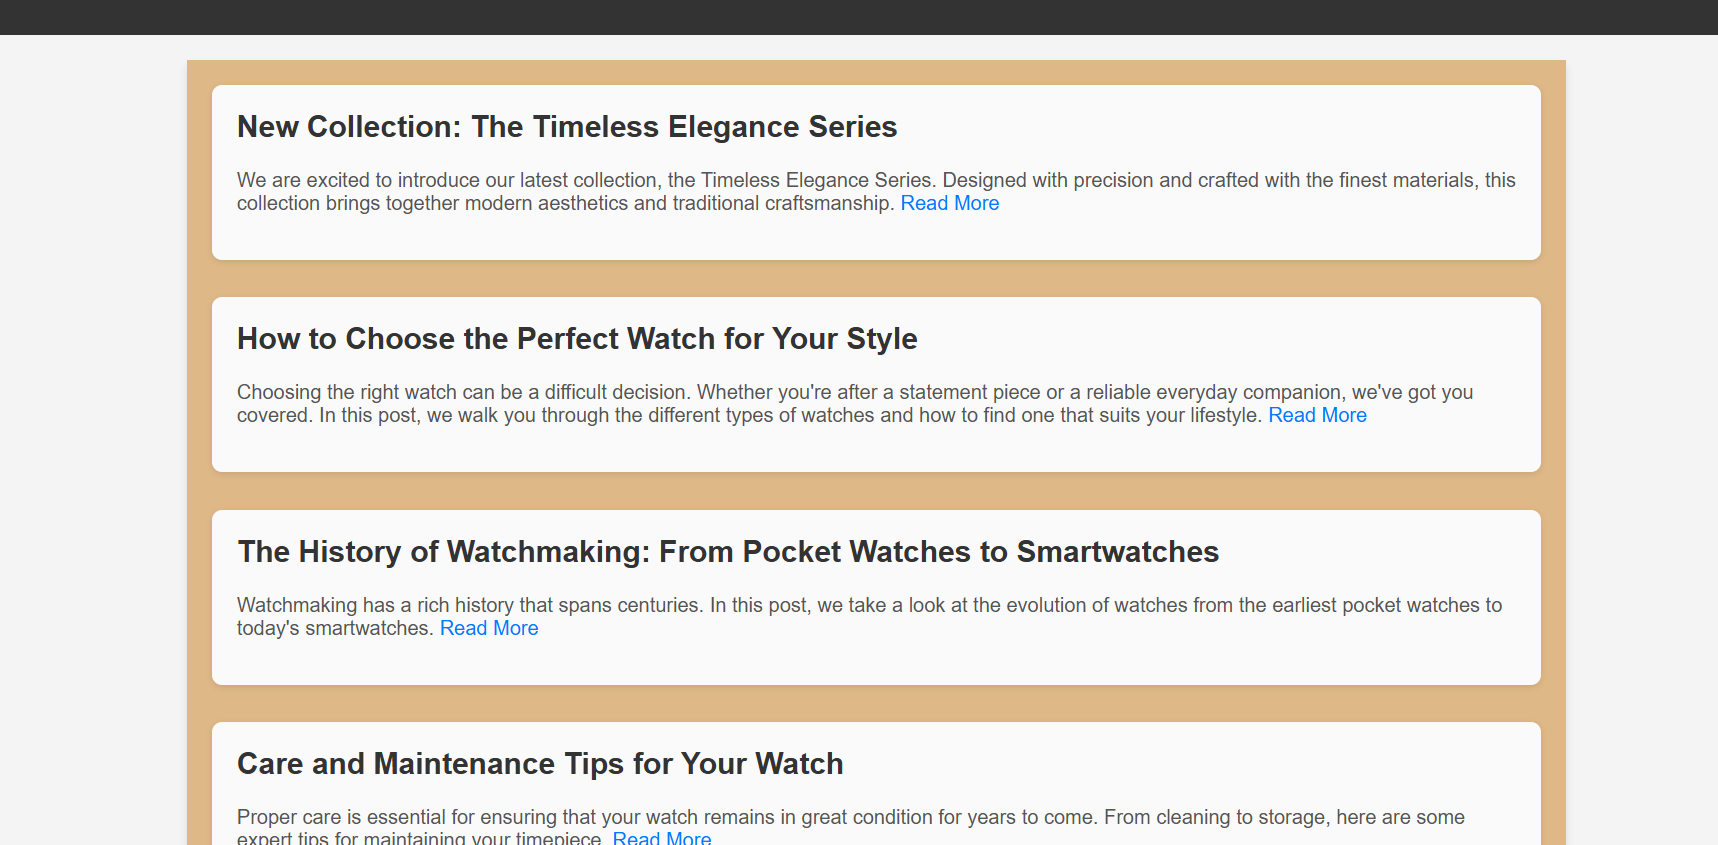 New Collection: The Timeless Elegance Series
We are excited to introduce our latest collection, the Timeless Elegance Series. Designed with precision and crafted with the finest materials, this
collection brings together modern aesthetics and traditional craftsmanship. Read More
How to Choose the Perfect Watch for Your Style
Choosing the right watch can be a difficult decision. Whether you're after a statement piece or a reliable everyday companion, we've got you
covered. In this post, we walk you through the different types of watches and how to find one that suits your lifestyle. Read More
The History of Watchmaking: From Pocket Watches to Smartwatches
Watchmaking has a rich history that spans centuries. In this post, we take a look at the evolution of watches from the earliest pocket watches to
today's smartwatches. Read More
Care and Maintenance Tips for Your Watch
Proper care is essential for ensuring that your watch remains in great condition for years to come. From cleaning to storage, here are some
expert tips for maintaining your timepiece. Read More